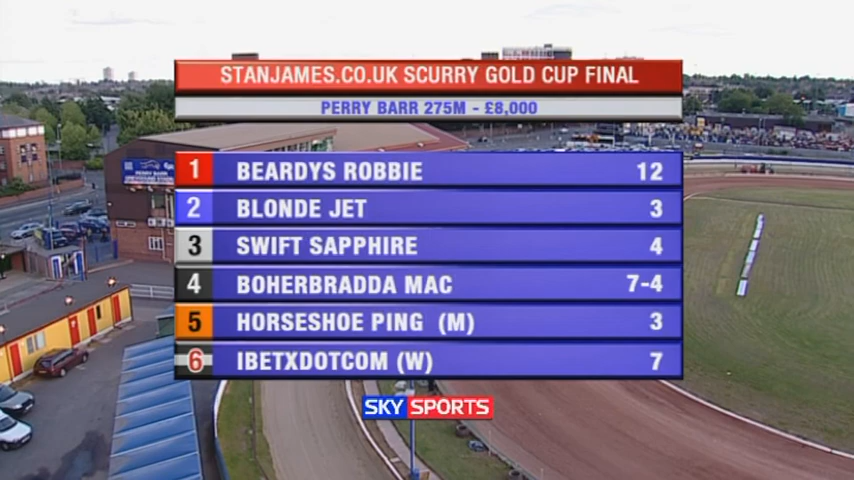 STANJAMES.CO.UK SCURRY GOLD CUP FINAL
PERRY BARR 275M - £8,000
1 BEARDYS ROBBIE 12
2 BLONDE JET 3
3 SWIFT SAPPHIRE 4
4 BOHERBRADDA MAC 7-4
5 HORSESHOE PING (M) 3
6 IBETXDOTCOM (W) 7
SKY SPORTS
PERRY BARR